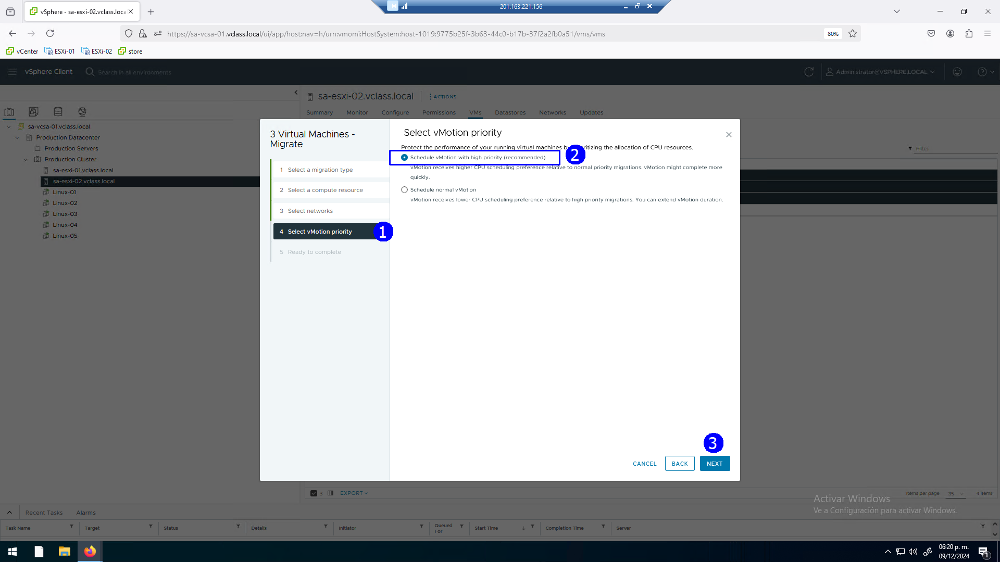 vSphere - sa-esxi-02.vclass.loca
201.163.221.156
https://sa-vcsa-01.vclass.local/ui/app/host;nav=h/urn:vmomi:HostSystem:host-1019:9775b25f-3b63-44c0-b17b-37f2a2fb0a51/vms/vms
80%
vCenter
ESXi-01
ESXi-02
store
vSphere Client
Search in all environments
Administrator@VSPHERE.LOCAL
sa-esxi-02.vclass.local
ACTIONS
Summary
Monitor
Configure
Permissions
VMs
Datastores
Networks
Updates
sa-vcsa-01.vclass.local
Production Datacenter
Production Servers
Production Cluster
sa-esxi-01.vclass.local
sa-esxi-02.vclass.local
Linux-01
Linux-02
Linux-03
Linux-04
Linux-05
Filter
3 Virtual Machines -
Migrate
1 Select a migration type
2 Select a compute resource
3 Select networks
4 Select vMotion priority
1
5 Ready to complete
Select vMotion priority
Protect the performance of your running virtual machines by prioritizing the allocation of CPU resources.
2
Schedule vMotion with high priority (recommended)
vMotion receives higher CPU scheduling preference relative to normal priority migrations. vMotion might complete more
quickly.
Schedule normal vMotion
vMotion receives lower CPU scheduling preference relative to high priority migrations. You can extend vMotion duration.
3
CANCEL
BACK
NEXT
3
EXPORT
Items per page
35
4 items
Activar Windows
Ve a Configuración para activar Windows.
Recent Tasks
Alarms
Task Name
Target
Status
Details
Initiator
Queued
For
Start Time
Completion Time
Server
06:20 p. m.
09/12/2024
1